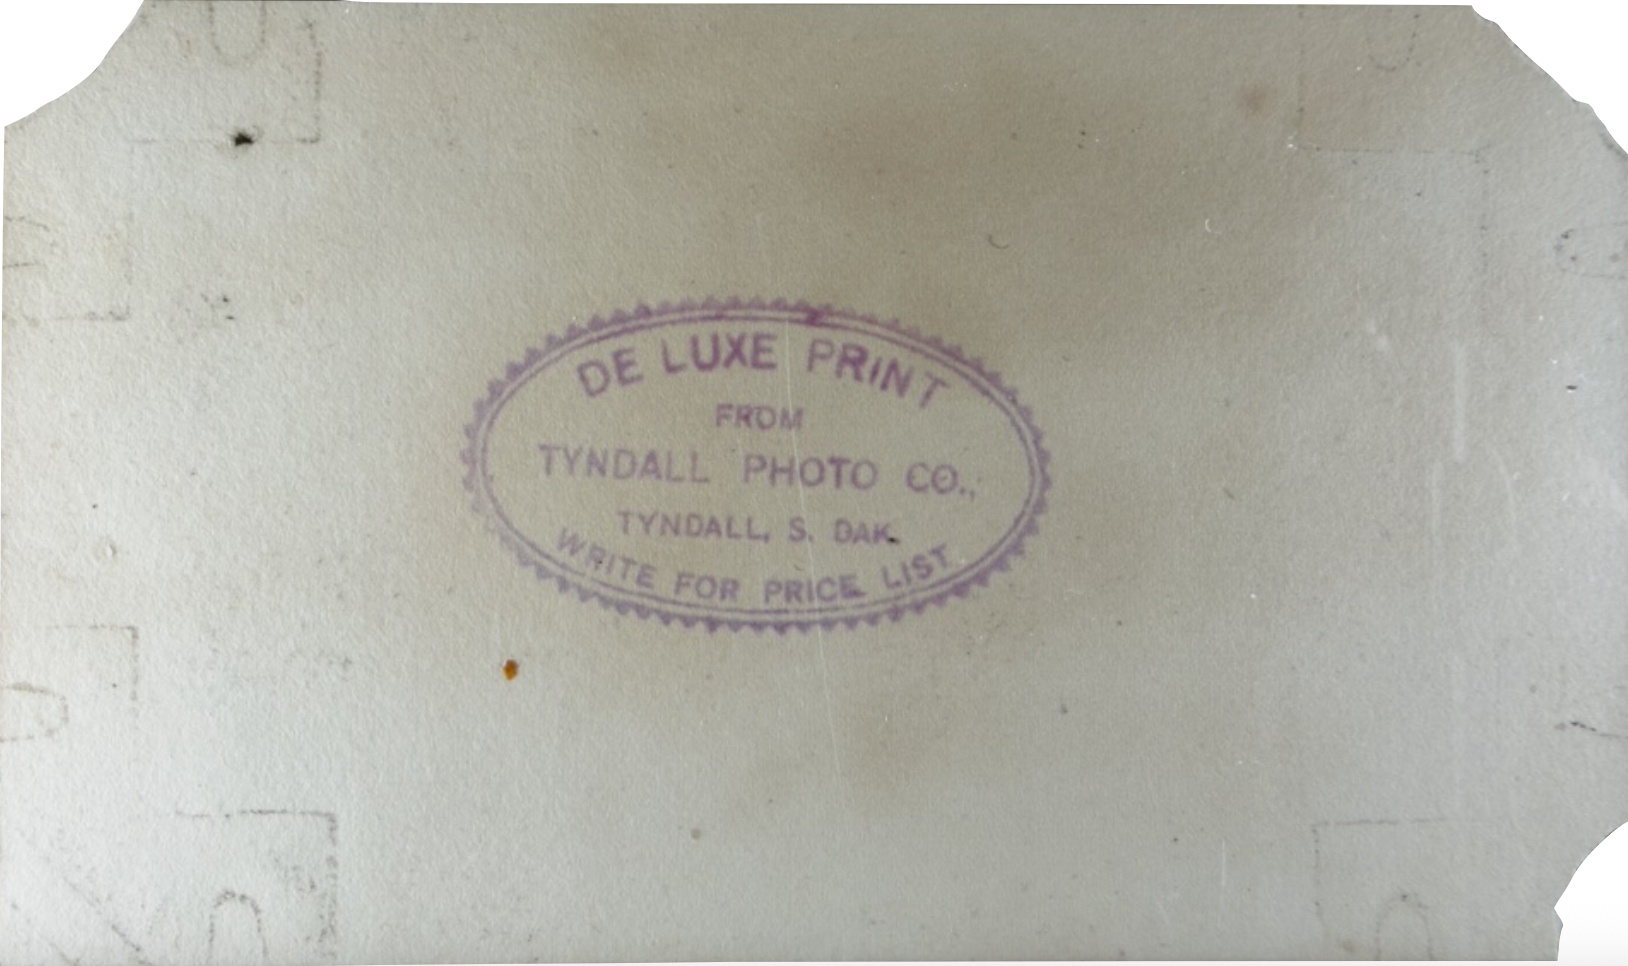 DE LUXE PRINT
FROM
TYNDALL PHOTO CO.,
TYNDALL, S. DAK.
WRITE FOR PRICE LIST